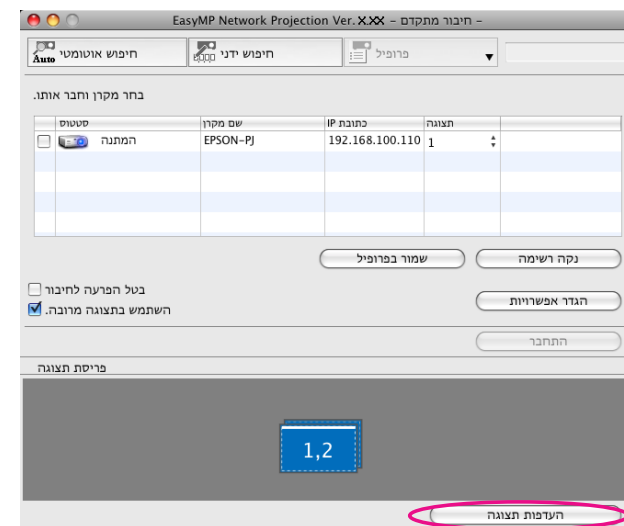 EasyMP Network Projection Ver. X.XX – חיבור מתקדם –
Auto חיפוש אוטומטי חיפוש ידני פרופיל
בחר מקרן וחבר אותו.
סטטוס שם מקרן כתובת IP תצוגה
המתנה EPSON-PJ 192.168.100.110 1
שמור בפרופיל נקה רשימה
בטל הפרעה לחיבור
השתמש בתצוגה מרובה.
הגדר אפשרויות
התחבר
פריסת תצוגה
1,2
העדפות תצוגה